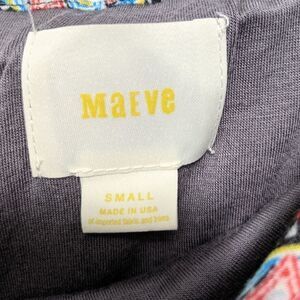 MaEve
SMALL
MADE IN USA
of imported fabric and trims